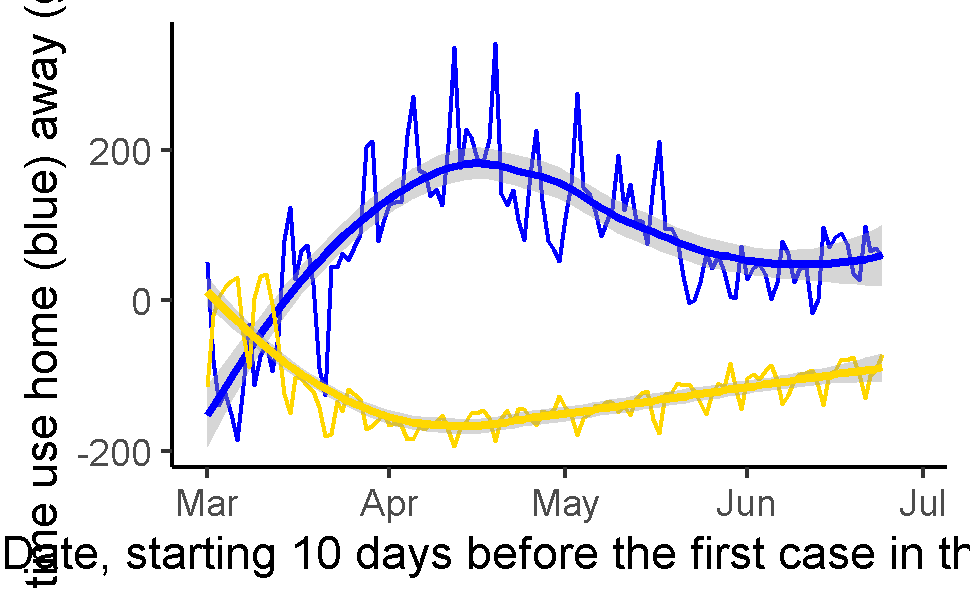 time use home (blue) away (
200
0
-200
Mar Apr May Jun Jul
Date, starting 10 days before the first case in th